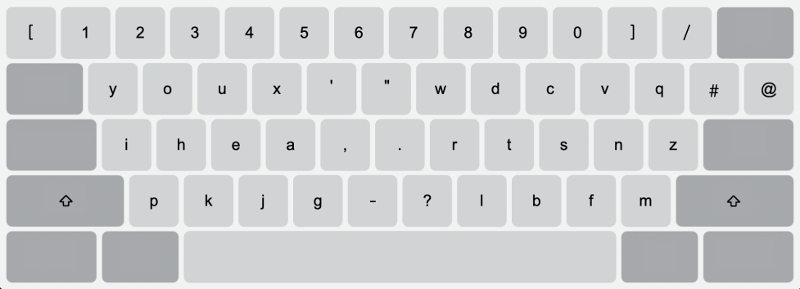 [ 1 2 3 4 5 6 7 8 9 0 ] /
y o u x ' " w d c v q # @
i h e a , . r t s n z
⇧ p k j g - ? l b f m ⇧